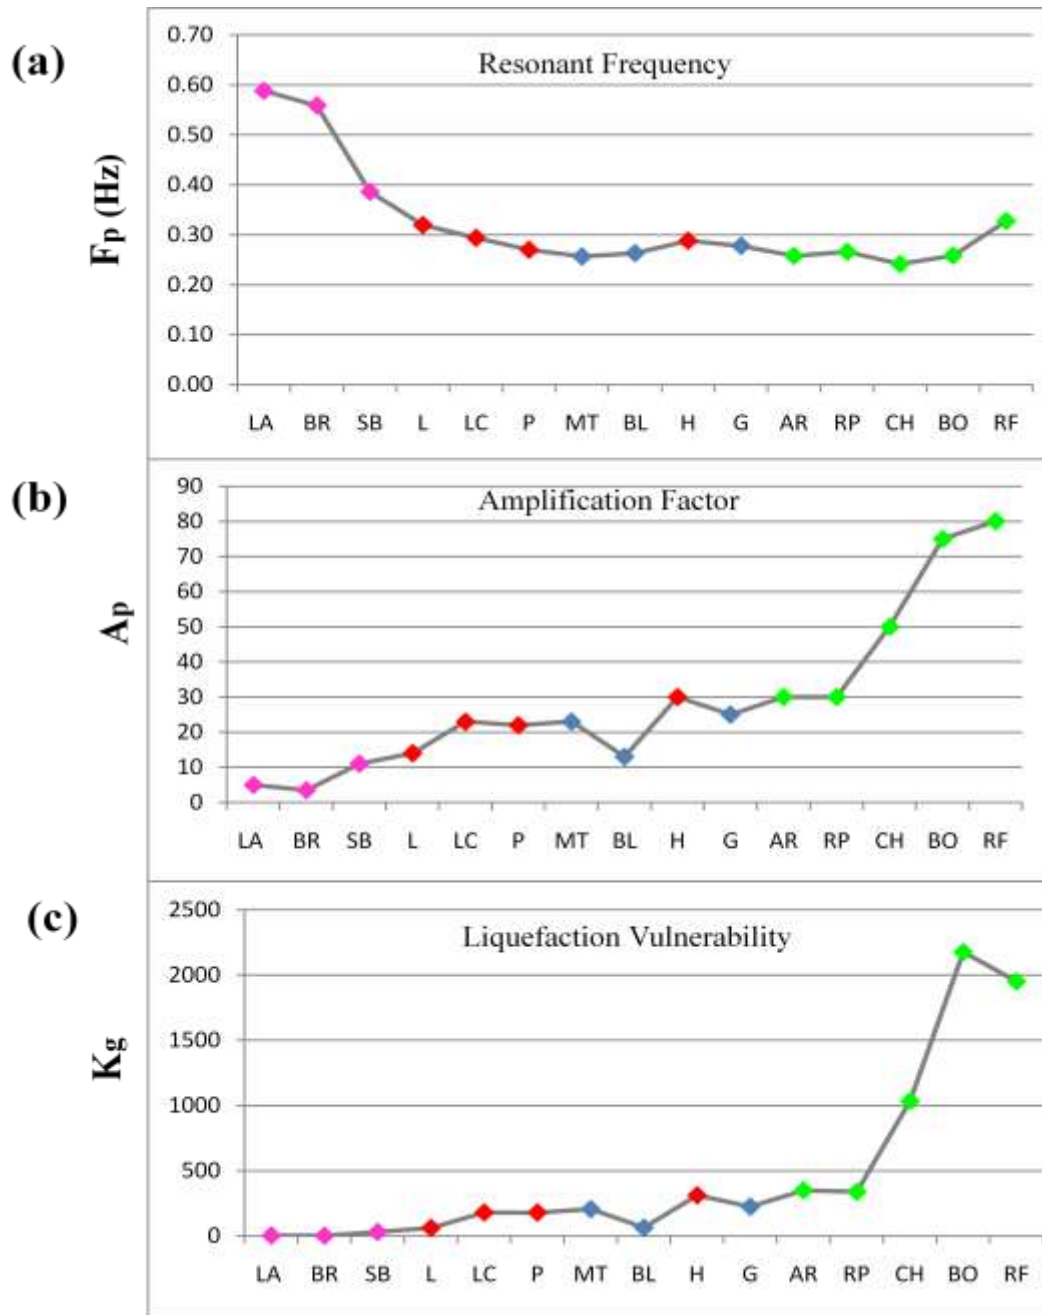 (a)
Resonant Frequency
Fp (Hz)
0.70
0.60
0.50
0.40
0.30
0.20
0.10
0.00
LA BR SB L LC P MT BL H G AR RP CH BO RF
(b)
Amplification Factor
Ap
90
80
70
60
50
40
30
20
10
0
LA BR SB L LC P MT BL H G AR RP CH BO RF
(c)
Liquefaction Vulnerability
Kg
2500
2000
1500
1000
500
0
LA BR SB L LC P MT BL H G AR RP CH BO RF